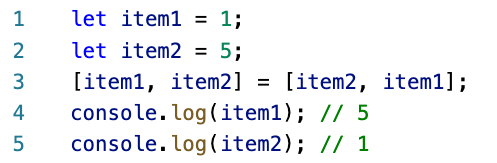 1 let item1 = 1;
2 let item2 = 5;
3 [item1, item2] = [item2, item1];
4 console.log(item1); // 5
5 console.log(item2); // 1